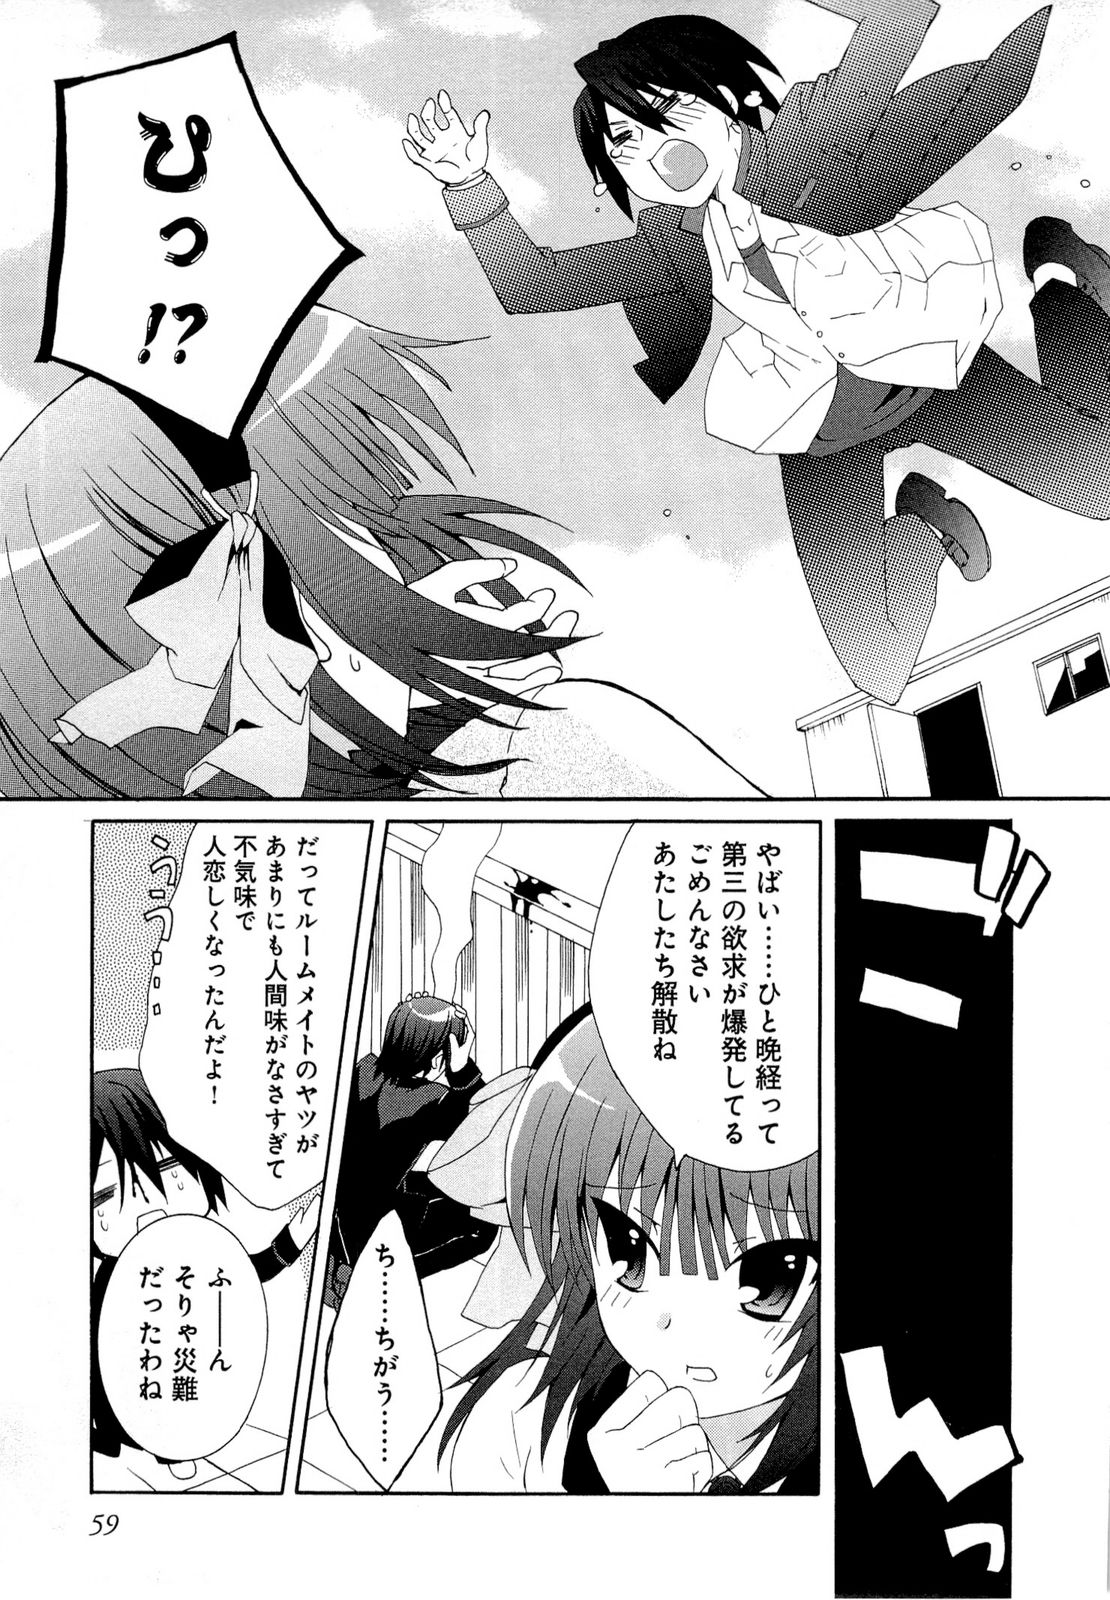 ぴっ!?
ドーンっ
やばい……ひと晩経って
第三の欲求が爆発してる
ごめんなさい
あたしたち解散ね
ち……ちがう……
だってルームメイトのヤツが
あまりにも人間味がなさすぎて
不気味で
人恋しくなったんだよ!
うう…
ふーーん
そりゃ災難
だったわね
59